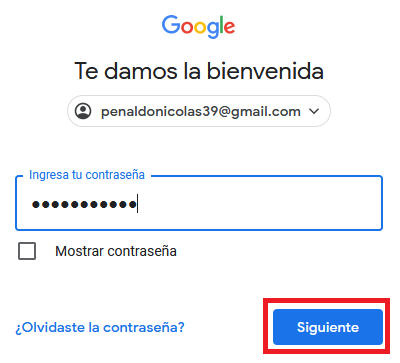 Google
Te damos la bienvenida
penaldonicolas39@gmail.com
Ingresa tu contraseña
•••••••••••
Mostrar contraseña
¿Olvidaste la contraseña?
Siguiente